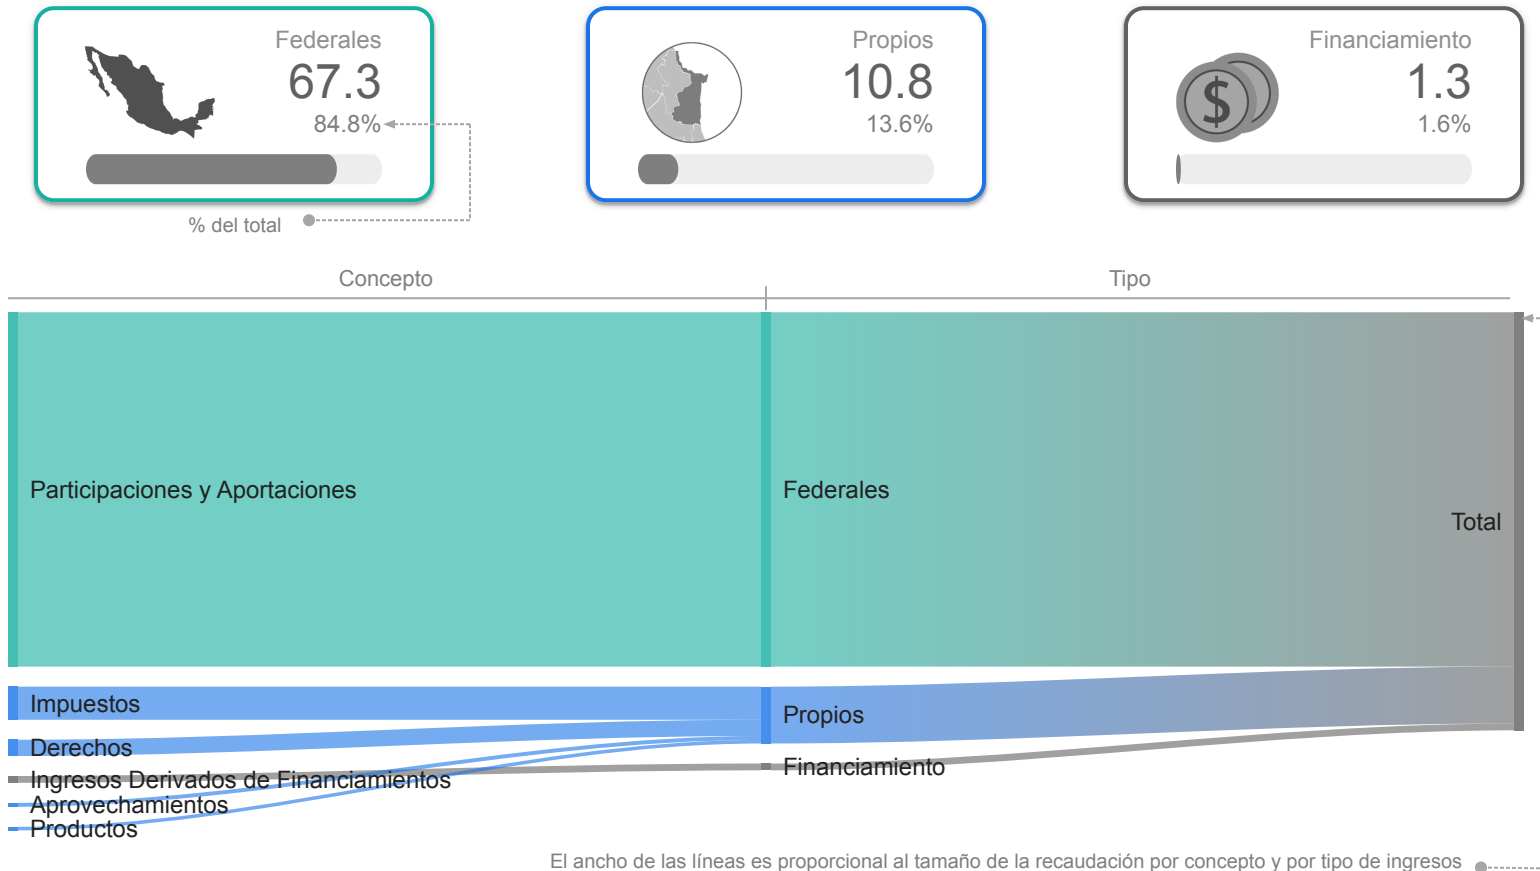 Federales
67.3
84.8%
Propios
10.8
13.6%
Financiamiento
1.3
1.6%
$
% del total
Concepto
Tipo
Participaciones y Aportaciones
Federales
Total
Impuestos
Propios
Derechos
Financiamiento
Ingresos Derivados de Financiamientos
Aprovechamientos
Productos
El ancho de las líneas es proporcional al tamaño de la recaudación por concepto y por tipo de ingresos